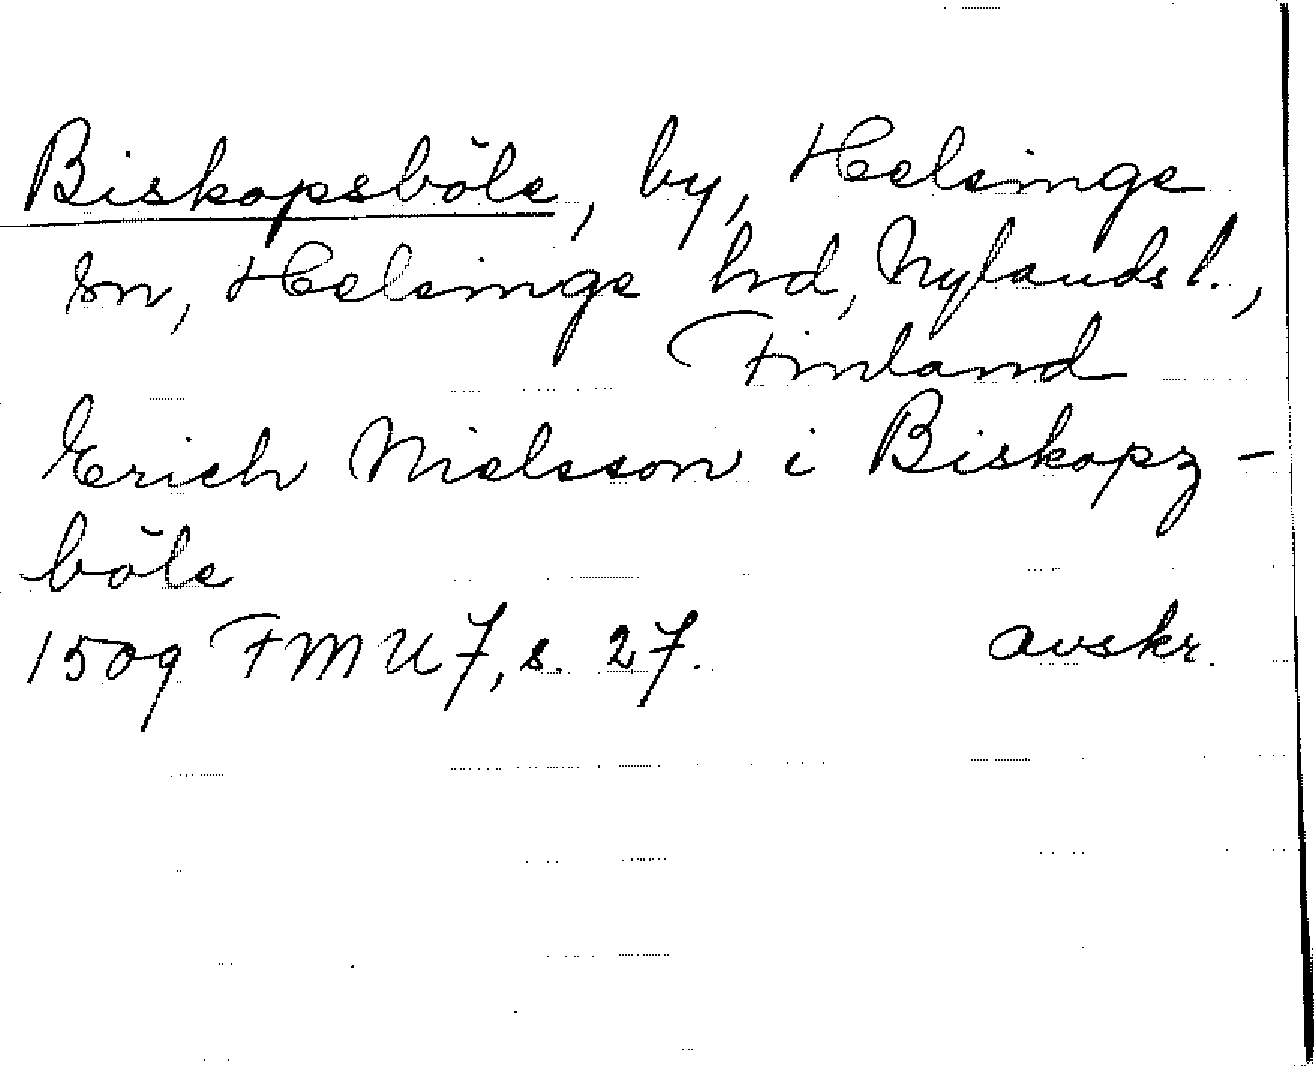 Biskopsböle, by, Helsinge
sn, Helsinge hd, Nylands l.,
Finland
Erich Nielsson i Biskopz-
böle
1509 FMU 7, s. 27. avskr.